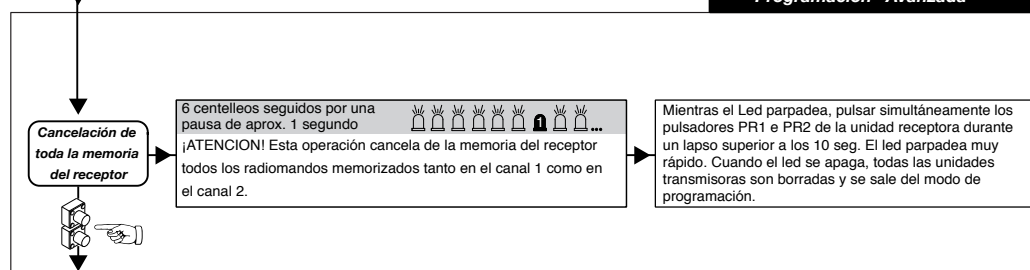 Programación "Avanzada"
Cancelación de
toda la memoria
del receptor
6 centelleos seguidos por una
pausa de aprox. 1 segundo
1
...
¡ATENCION! Esta operación cancela de la memoria del receptor
todos los radiomandos memorizados tanto en el canal 1 como en
el canal 2.
Mientras el Led parpadea, pulsar simultáneamente los
pulsadores PR1 e PR2 de la unidad receptora durante
un lapso superior a los 10 seg. El led parpadea muy
rápido. Cuando el led se apaga, todas las unidades
transmisoras son borradas y se sale del modo de
programación.